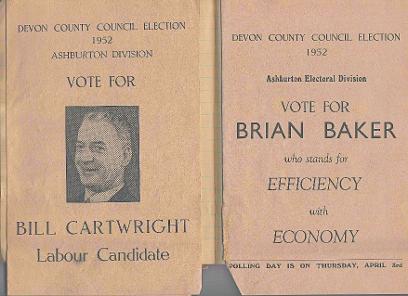 DEVON COUNTY COUNCIL ELECTION
1952
ASHBURTON DIVISION
VOTE FOR
BILL CARTWRIGHT
Labour Candidate
DEVON COUNTY COUNCIL ELECTION
1952
Ashburton Electoral Division
VOTE FOR
BRIAN BAKER
who stands for
EFFICIENCY
with
ECONOMY
POLLING DAY IS ON THURSDAY, APRIL 3rd